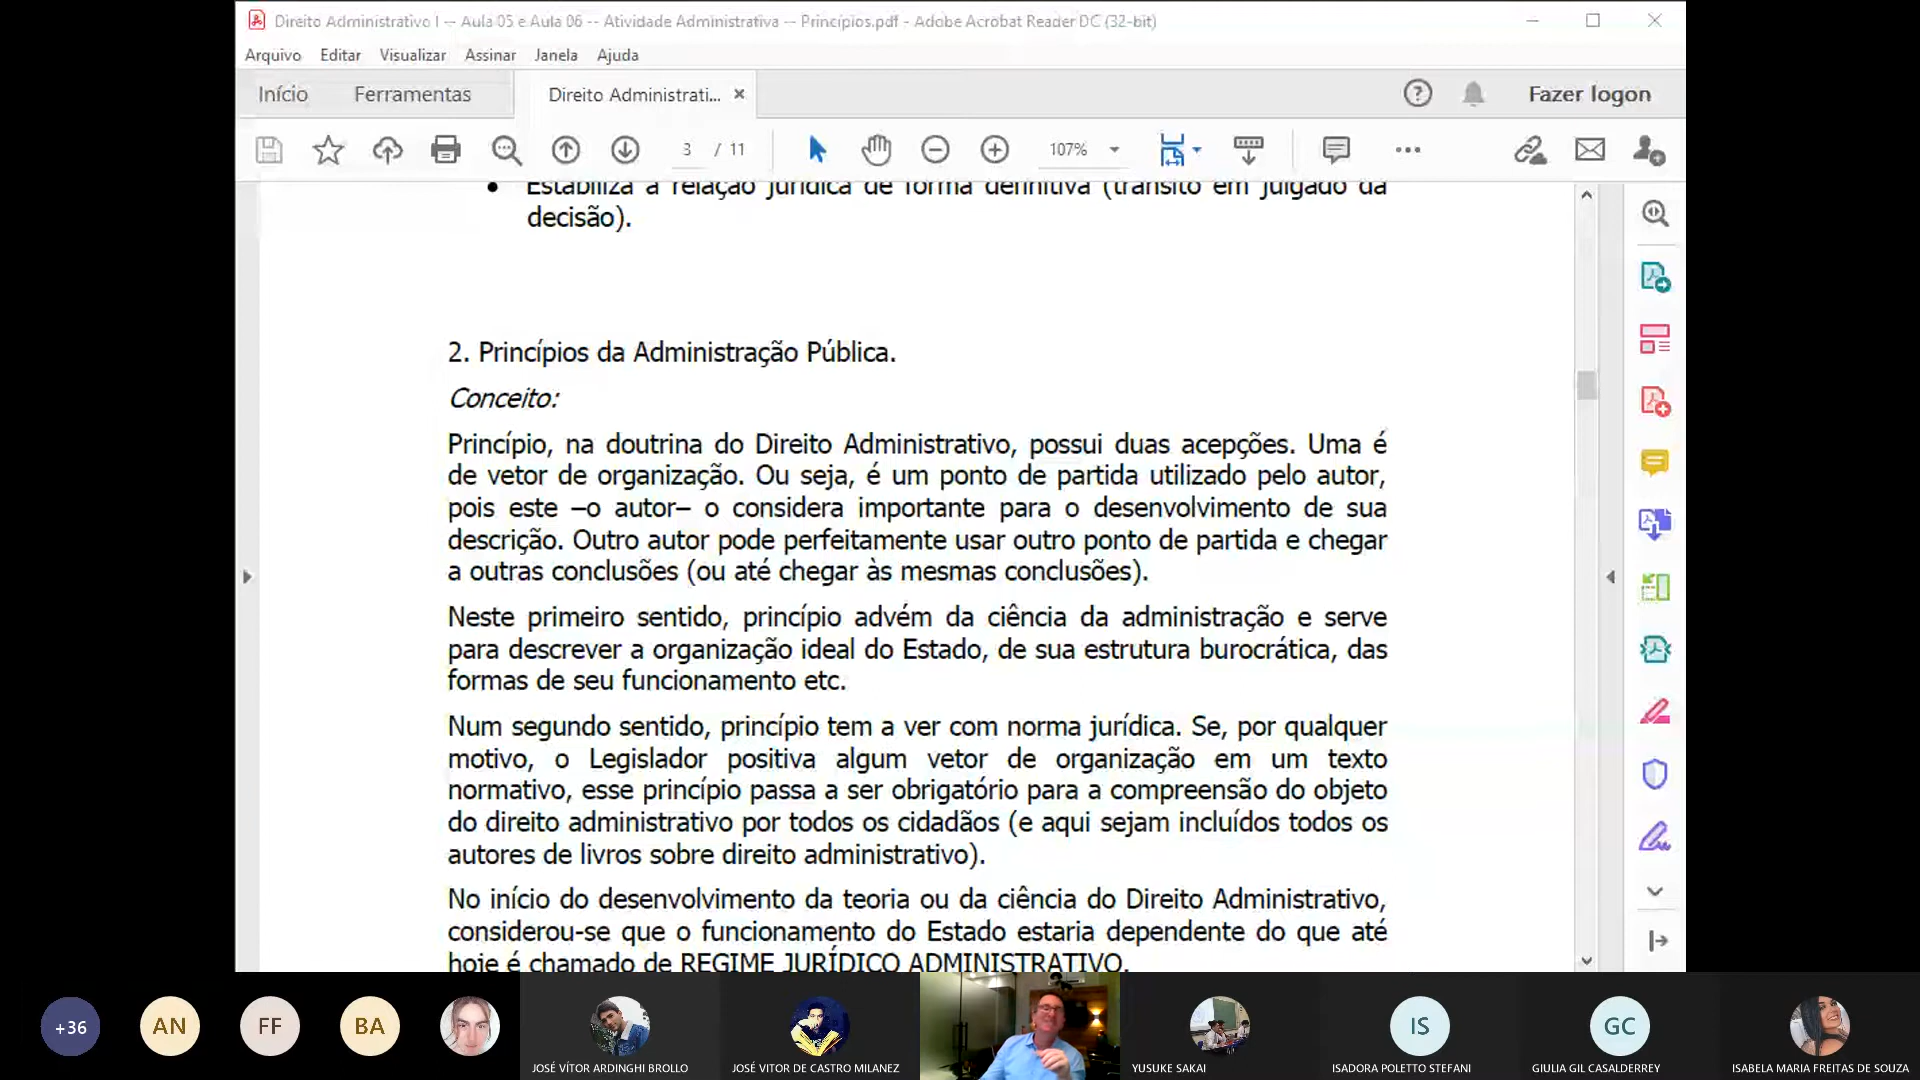 Direito Administrativo I -- Aula 05 e Aula 06 -- Atividade Administrativa -- Princípios.pdf - Adobe Acrobat Reader DC (32-bit)
Arquivo Editar Visualizar Assinar Janela Ajuda
Início Ferramentas Direito Administrati... Fazer logon
3 / 11 107%
• Estabiliza a relação jurídica de forma definitiva (trânsito em julgado da
decisão).
2. Princípios da Administração Pública.
Conceito:
Princípio, na doutrina do Direito Administrativo, possui duas acepções. Uma é
de vetor de organização. Ou seja, é um ponto de partida utilizado pelo autor,
pois este –o autor– o considera importante para o desenvolvimento de sua
descrição. Outro autor pode perfeitamente usar outro ponto de partida e chegar
a outras conclusões (ou até chegar às mesmas conclusões).
Neste primeiro sentido, princípio advém da ciência da administração e serve
para descrever a organização ideal do Estado, de sua estrutura burocrática, das
formas de seu funcionamento etc.
Num segundo sentido, princípio tem a ver com norma jurídica. Se, por qualquer
motivo, o Legislador positiva algum vetor de organização em um texto
normativo, esse princípio passa a ser obrigatório para a compreensão do objeto
do direito administrativo por todos os cidadãos (e aqui sejam incluídos todos os
autores de livros sobre direito administrativo).
No início do desenvolvimento da teoria ou da ciência do Direito Administrativo,
considerou-se que o funcionamento do Estado estaria dependente do que até
hoje é chamado de REGIME JURÍDICO ADMINISTRATIVO.
+36 AN FF BA IS GC
JOSÉ VÍTOR ARDINGHI BROLLO JOSÉ VITOR DE CASTRO MILANEZ YUSUKE SAKAI ISADORA POLETTO STEFANI GIULIA GIL CASALDERREY ISABELA MARIA FREITAS DE SOUZA